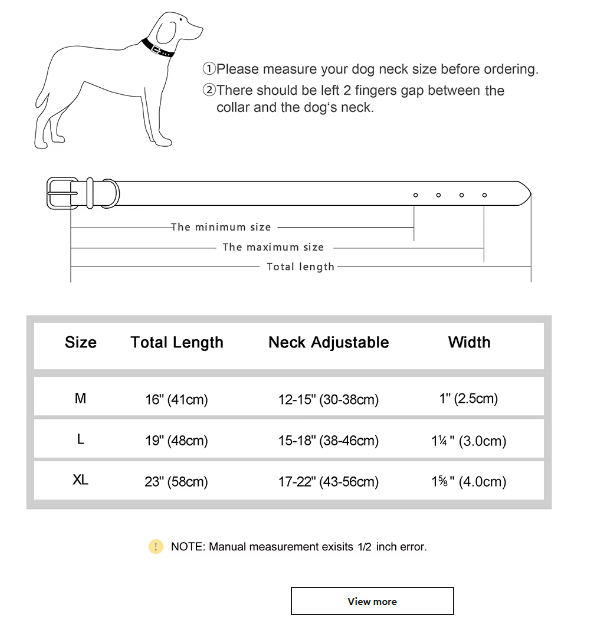 ①Please measure your dog neck size before ordering.
②There should be left 2 fingers gap between the
collar and the dog's neck.
The minimum size
The maximum size
Total length
Size Total Length Neck Adjustable Width
M 16" (41cm) 12-15" (30-38cm) 1" (2.5cm)
L 19" (48cm) 15-18" (38-46cm) 1¼" (3.0cm)
XL 23" (58cm) 17-22" (43-56cm) 1⅝" (4.0cm)
! NOTE: Manual measurement exisits 1/2 inch error.
View more